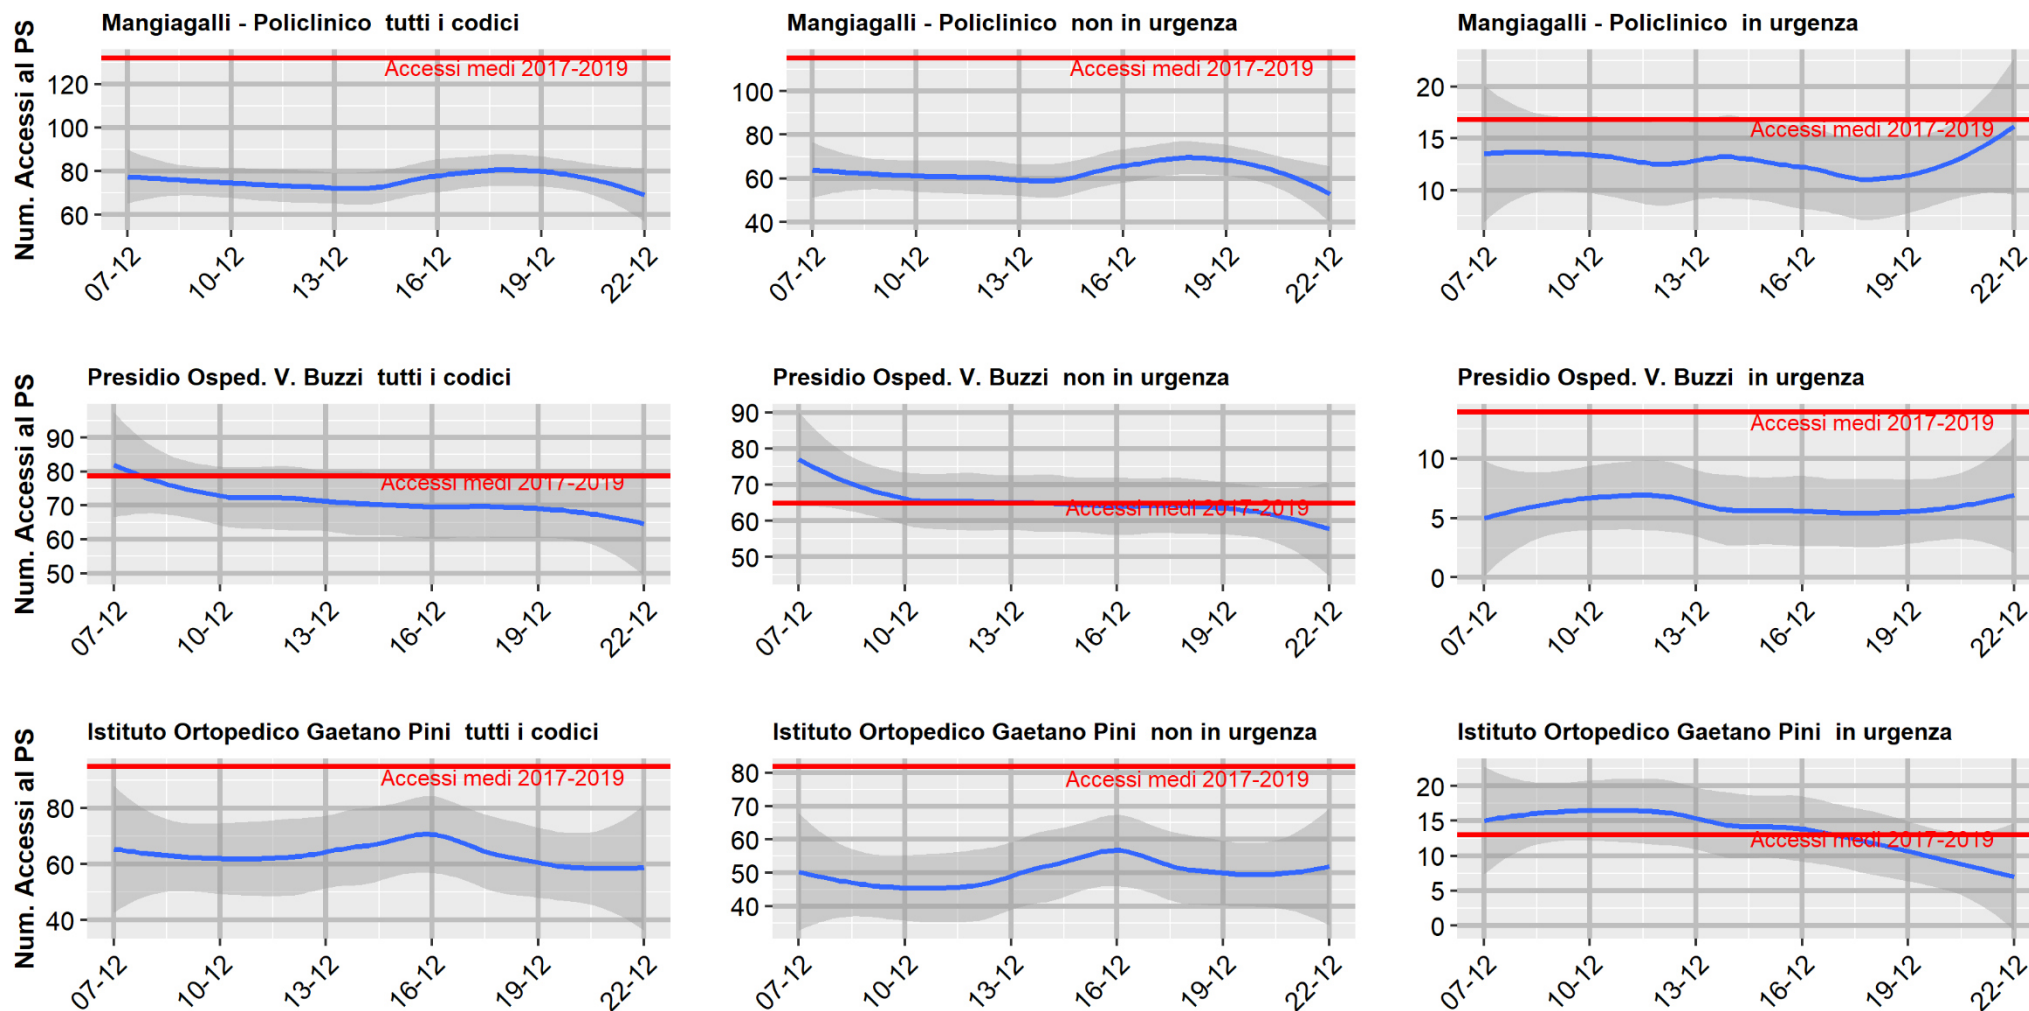 Mangiagalli - Policlinico  tutti i codici
Num. Accessi al PS
120
100
80
60
Accessi medi 2017-2019
07-12 10-12 13-12 16-12 19-12 22-12
Mangiagalli - Policlinico  non in urgenza
100
80
60
40
Accessi medi 2017-2019
07-12 10-12 13-12 16-12 19-12 22-12
Mangiagalli - Policlinico  in urgenza
20
15
10
Accessi medi 2017-2019
07-12 10-12 13-12 16-12 19-12 22-12
Presidio Osped. V. Buzzi  tutti i codici
Num. Accessi al PS
90
80
70
60
50
Accessi medi 2017-2019
07-12 10-12 13-12 16-12 19-12 22-12
Presidio Osped. V. Buzzi  non in urgenza
90
80
70
60
50
Accessi medi 2017-2019
07-12 10-12 13-12 16-12 19-12 22-12
Presidio Osped. V. Buzzi  in urgenza
10
5
0
Accessi medi 2017-2019
07-12 10-12 13-12 16-12 19-12 22-12
Istituto Ortopedico Gaetano Pini  tutti i codici
Num. Accessi al PS
80
60
40
Accessi medi 2017-2019
07-12 10-12 13-12 16-12 19-12 22-12
Istituto Ortopedico Gaetano Pini  non in urgenza
80
70
60
50
40
Accessi medi 2017-2019
07-12 10-12 13-12 16-12 19-12 22-12
Istituto Ortopedico Gaetano Pini  in urgenza
20
15
10
5
0
Accessi medi 2017-2019
07-12 10-12 13-12 16-12 19-12 22-12